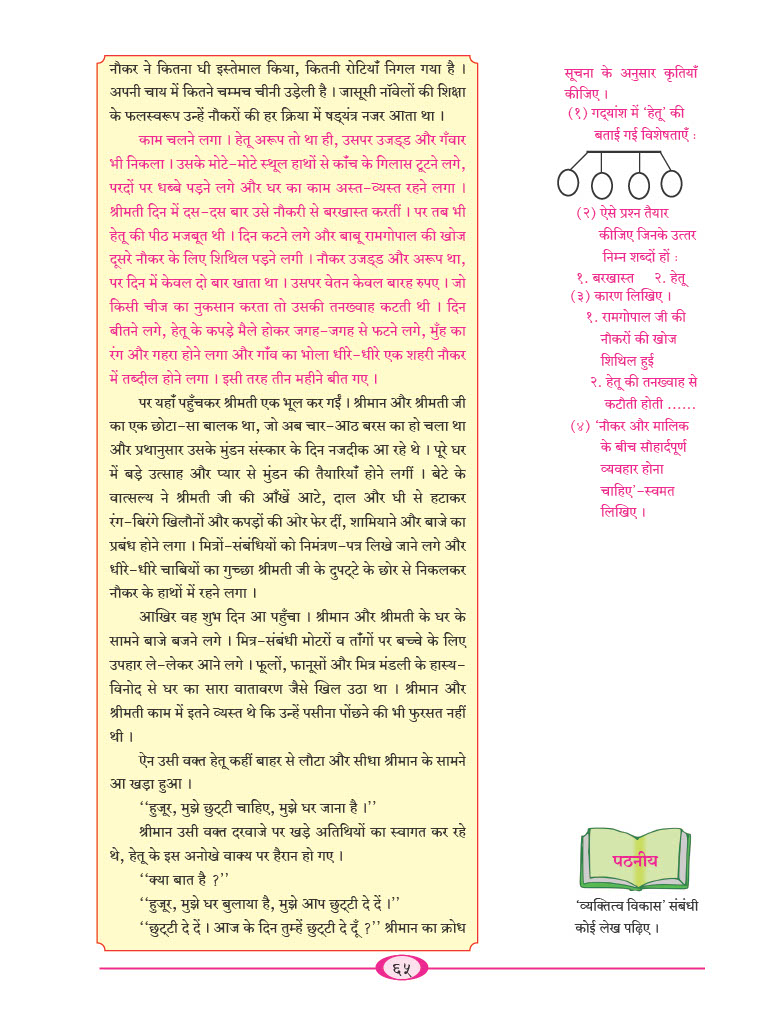 नौकर ने कितना घी इस्तेमाल किया, कितनी रोटियाँ निगल गया है ।
अपनी चाय में कितने चम्मच चीनी उड़ेली है । जासूसी नॉवेलों की शिक्षा
के फलस्वरूप उन्हें नौकरों की हर क्रिया में षड्यंत्र नजर आता था ।
काम चलने लगा । हेतू अरूप तो था ही, उसपर उजड्ड और गँवार
भी निकला । उसके मोटे-मोटे स्थूल हाथों से काँच के गिलास टूटने लगे,
परदों पर धब्बे पड़ने लगे और घर का काम अस्त-व्यस्त रहने लगा ।
श्रीमती दिन में दस-दस बार उसे नौकरी से बरखास्त करतीं । पर तब भी
हेतू की पीठ मजबूत थी । दिन कटने लगे और बाबू रामगोपाल की खोज
दूसरे नौकर के लिए शिथिल पड़ने लगी । नौकर उजड्ड और अरूप था,
पर दिन में केवल दो बार खाता था । उसपर वेतन केवल बारह रुपए । जो
किसी चीज का नुकसान करता तो उसकी तनख्वाह कटती थी । दिन
बीतने लगे, हेतू के कपड़े मैले होकर जगह-जगह से फटने लगे, मुँह का
रंग और गहरा होने लगा और गाँव का भोला धीरे-धीरे एक शहरी नौकर
में तब्दील होने लगा । इसी तरह तीन महीने बीत गए ।
पर यहाँ पहुँचकर श्रीमती एक भूल कर गईं । श्रीमान और श्रीमती जी
का एक छोटा-सा बालक था, जो अब चार-आठ बरस का हो चला था
और प्रथानुसार उसके मुंडन संस्कार के दिन नजदीक आ रहे थे । पूरे घर
में बड़े उत्साह और प्यार से मुंडन की तैयारियाँ होने लगीं । बेटे के
वात्सल्य ने श्रीमती जी की आँखें आटे, दाल और घी से हटाकर
रंग-बिरंगे खिलौनों और कपड़ों की ओर फेर दीं, शामियाने और बाजे का
प्रबंध होने लगा । मित्रों-संबंधियों को निमंत्रण-पत्र लिखे जाने लगे और
धीरे-धीरे चाबियों का गुच्छा श्रीमती जी के दुपट्टे के छोर से निकलकर
नौकर के हाथों में रहने लगा ।
आखिर वह शुभ दिन आ पहुँचा । श्रीमान और श्रीमती के घर के
सामने बाजे बजने लगे । मित्र-संबंधी मोटरों व ताँगों पर बच्चे के लिए
उपहार ले-लेकर आने लगे । फूलों, फानूसों और मित्र मंडली के हास्य-
विनोद से घर का सारा वातावरण जैसे खिल उठा था । श्रीमान और
श्रीमती काम में इतने व्यस्त थे कि उन्हें पसीना पोंछने की भी फुरसत नहीं
थी ।
ऐन उसी वक्त हेतू कहीं बाहर से लौटा और सीधा श्रीमान के सामने
आ खड़ा हुआ ।
‘‘हुजूर, मुझे छुट्टी चाहिए, मुझे घर जाना है ।’’
श्रीमान उसी वक्त दरवाजे पर खड़े अतिथियों का स्वागत कर रहे
थे, हेतू के इस अनोखे वाक्य पर हैरान हो गए ।
‘‘क्या बात है ?’’
‘‘हुजूर, मुझे घर बुलाया है, मुझे आप छुट्टी दे दें ।’’
‘‘छुट्टी दे दें । आज के दिन तुम्हें छुट्टी दे दूँ ?’’ श्रीमान का क्रोध
सूचना के अनुसार कृतियाँ
कीजिए ।
(१) गद्यांश में ‘हेतू’ की
बताई गई विशेषताएँ :
(२) ऐसे प्रश्न तैयार
कीजिए जिनके उत्तर
निम्न शब्दों हों :
१. बरखास्त २. हेतू
(३) कारण लिखिए ।
१. रामगोपाल जी की
नौकरों की खोज
शिथिल हुई
२. हेतू की तनख्वाह से
कटौती होती ......
(४) ‘नौकर और मालिक
के बीच सौहार्दपूर्ण
व्यवहार होना
चाहिए’-स्वमत
लिखिए ।
पठनीय
‘व्यक्तित्व विकास’ संबंधी
कोई लेख पढ़िए ।
६५